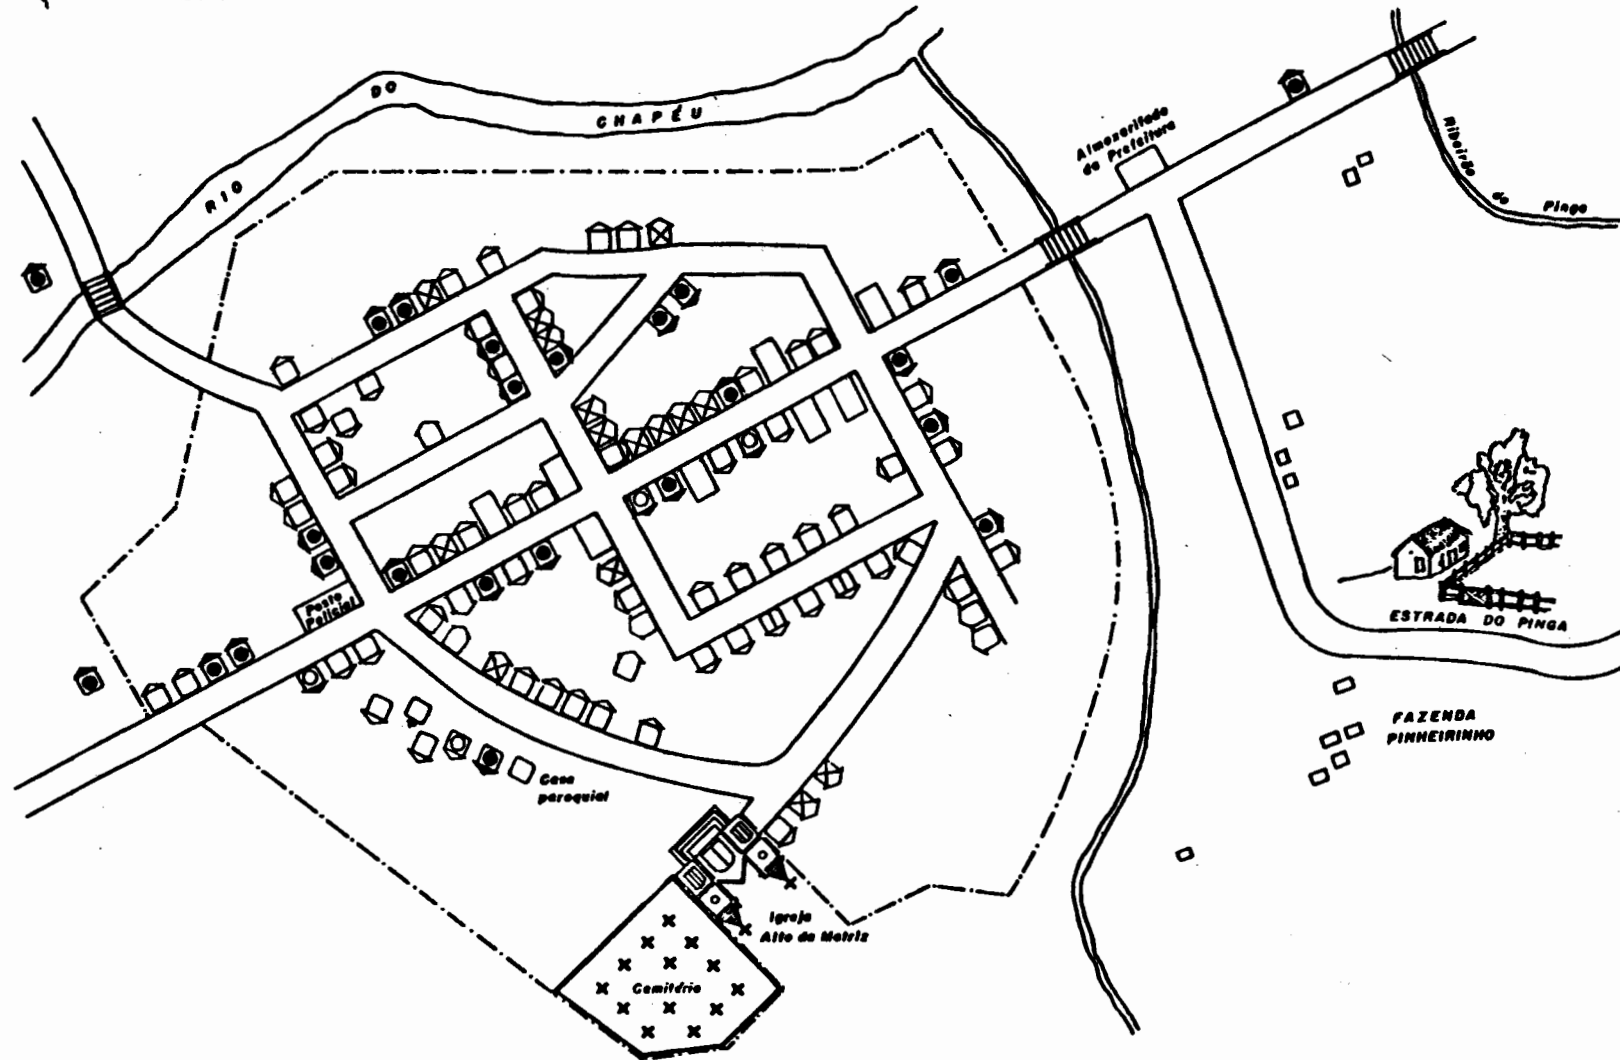 RIO DO CHAPÉU
Almoxarifado
da Prefeitura
Ribeirão do Pinga
Posto
Policial
ESTRADA DO PINGA
FAZENDA
PINHEIRINHO
Casa
paroquial
Igreja
Alto da Matriz
Cemitério